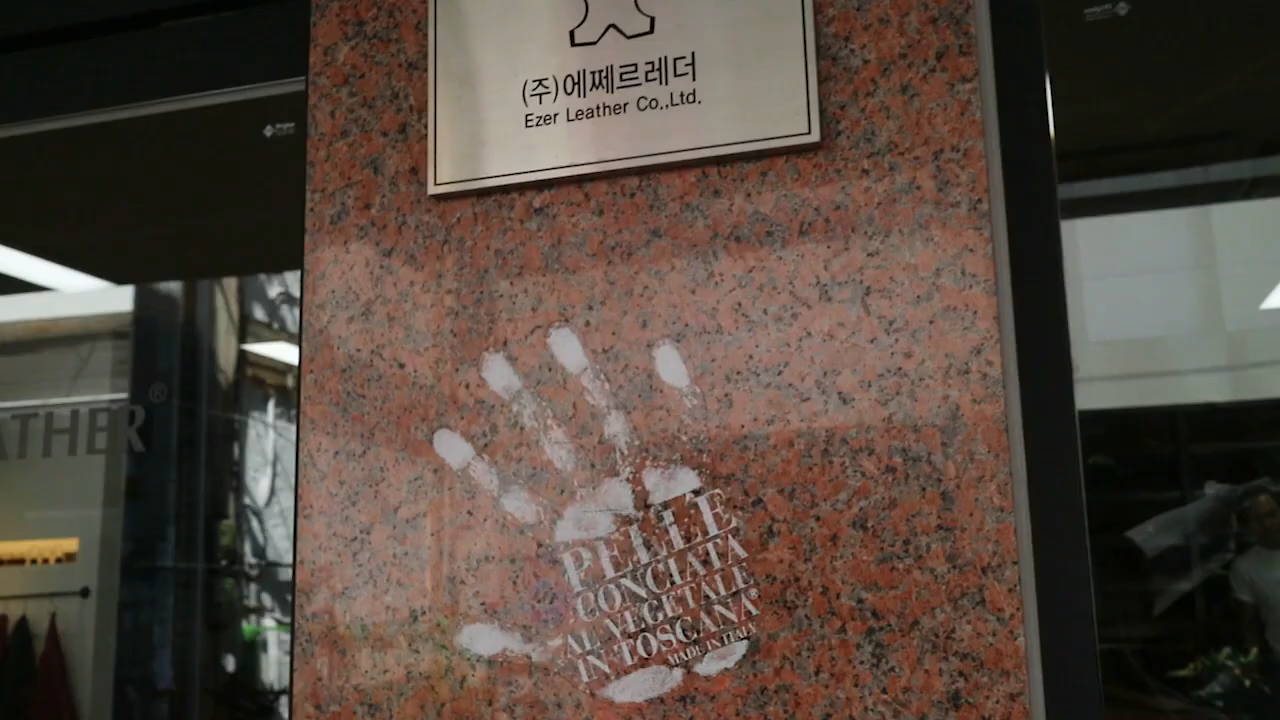 (주)에쩨르레더
Ezer Leather Co.,Ltd.
ATHER®
PELLE
CONCIATA
AL VEGETALE
IN TOSCANA®
MADE IN ITALY